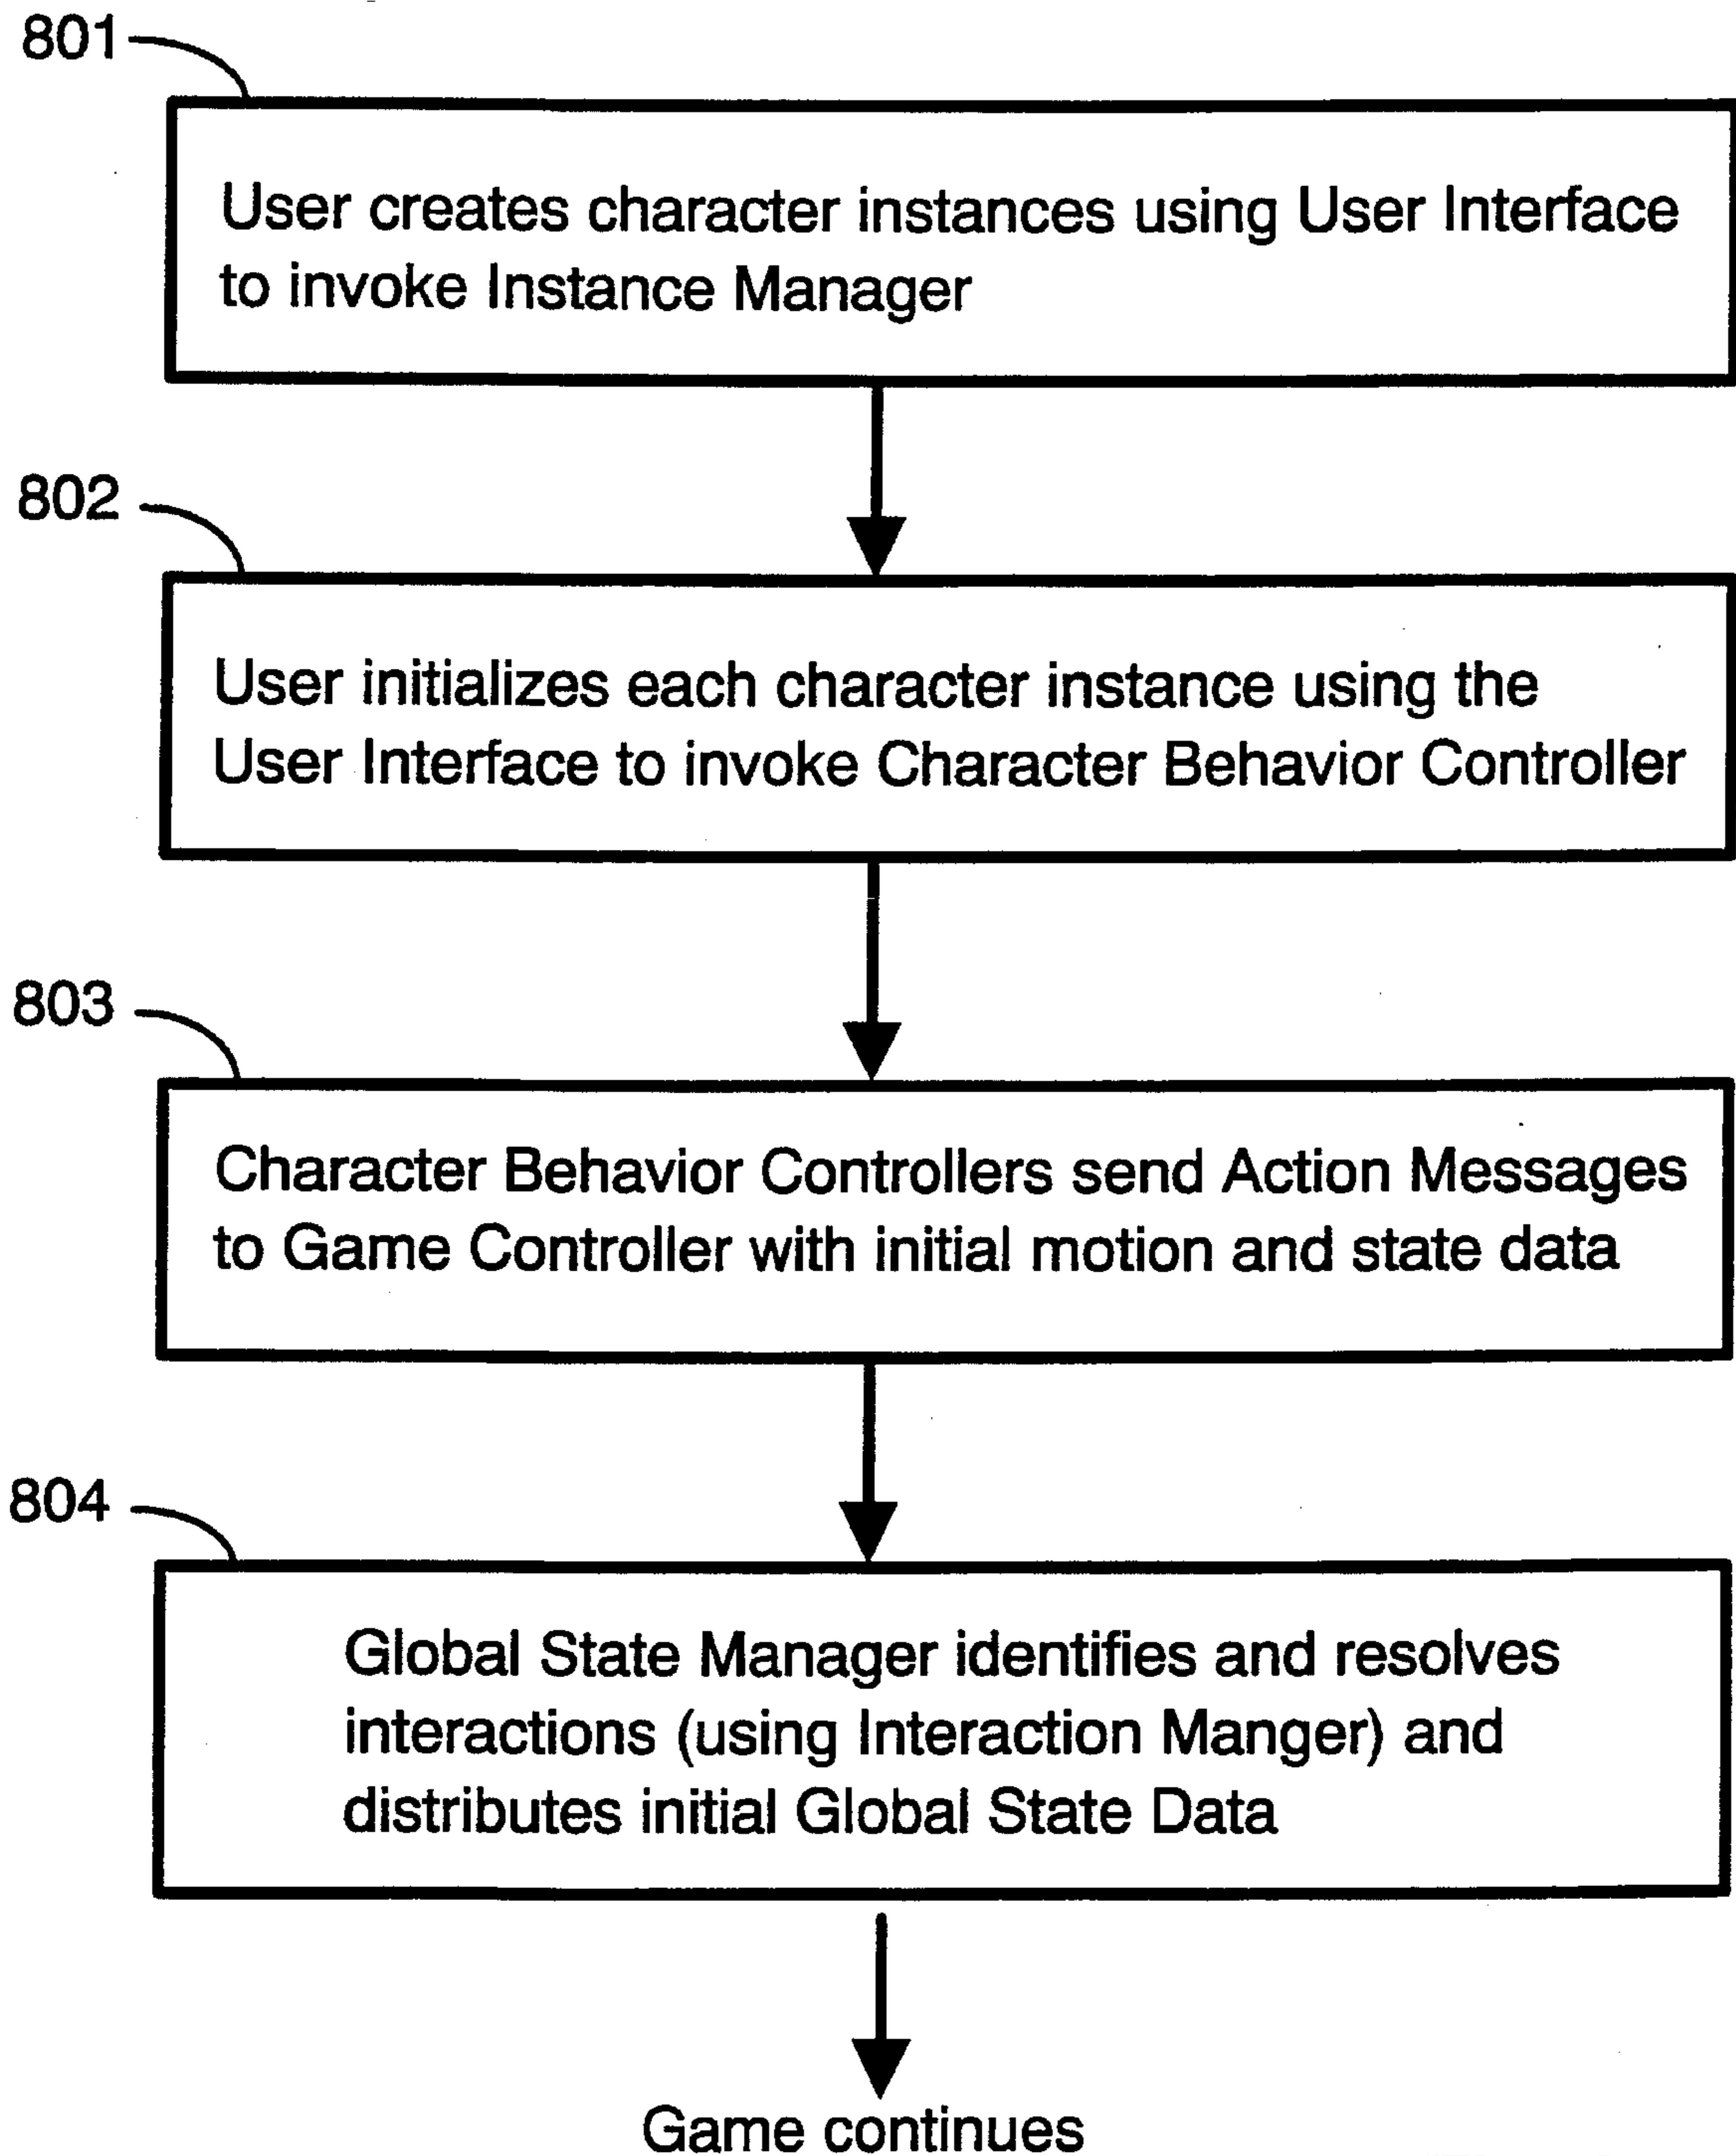 801
User creates character instances using User Interface
to invoke Instance Manager
802
User initializes each character instance using the
User Interface to invoke Character Behavior Controller
803
Character Behavior Controllers send Action Messages
to Game Controller with initial motion and state data
804
Global State Manager identifies and resolves
interactions (using Interaction Manger) and
distributes initial Global State Data
Game continues